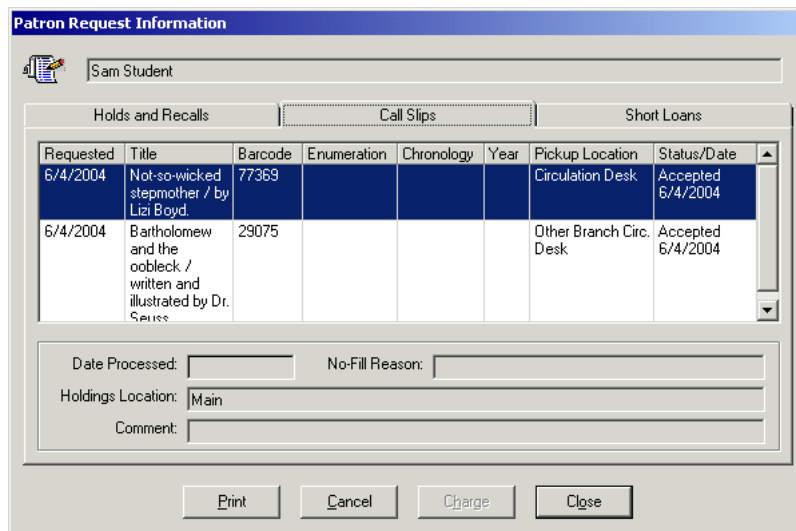 Patron Request Information
Sam Student
Holds and Recalls Call Slips Short Loans
Requested Title Barcode Enumeration Chronology Year Pickup Location Status/Date
6/4/2004 Not-so-wicked 77369 Circulation Desk Accepted
stepmother / by 6/4/2004
Lizi Boyd.
6/4/2004 Bartholomew 29075 Other Branch Circ. Accepted
and the Desk 6/4/2004
oobleck /
written and
illustrated by Dr.
Seuss
Date Processed: No-Fill Reason:
Holdings Location: Main
Comment:
Print Cancel Charge Close